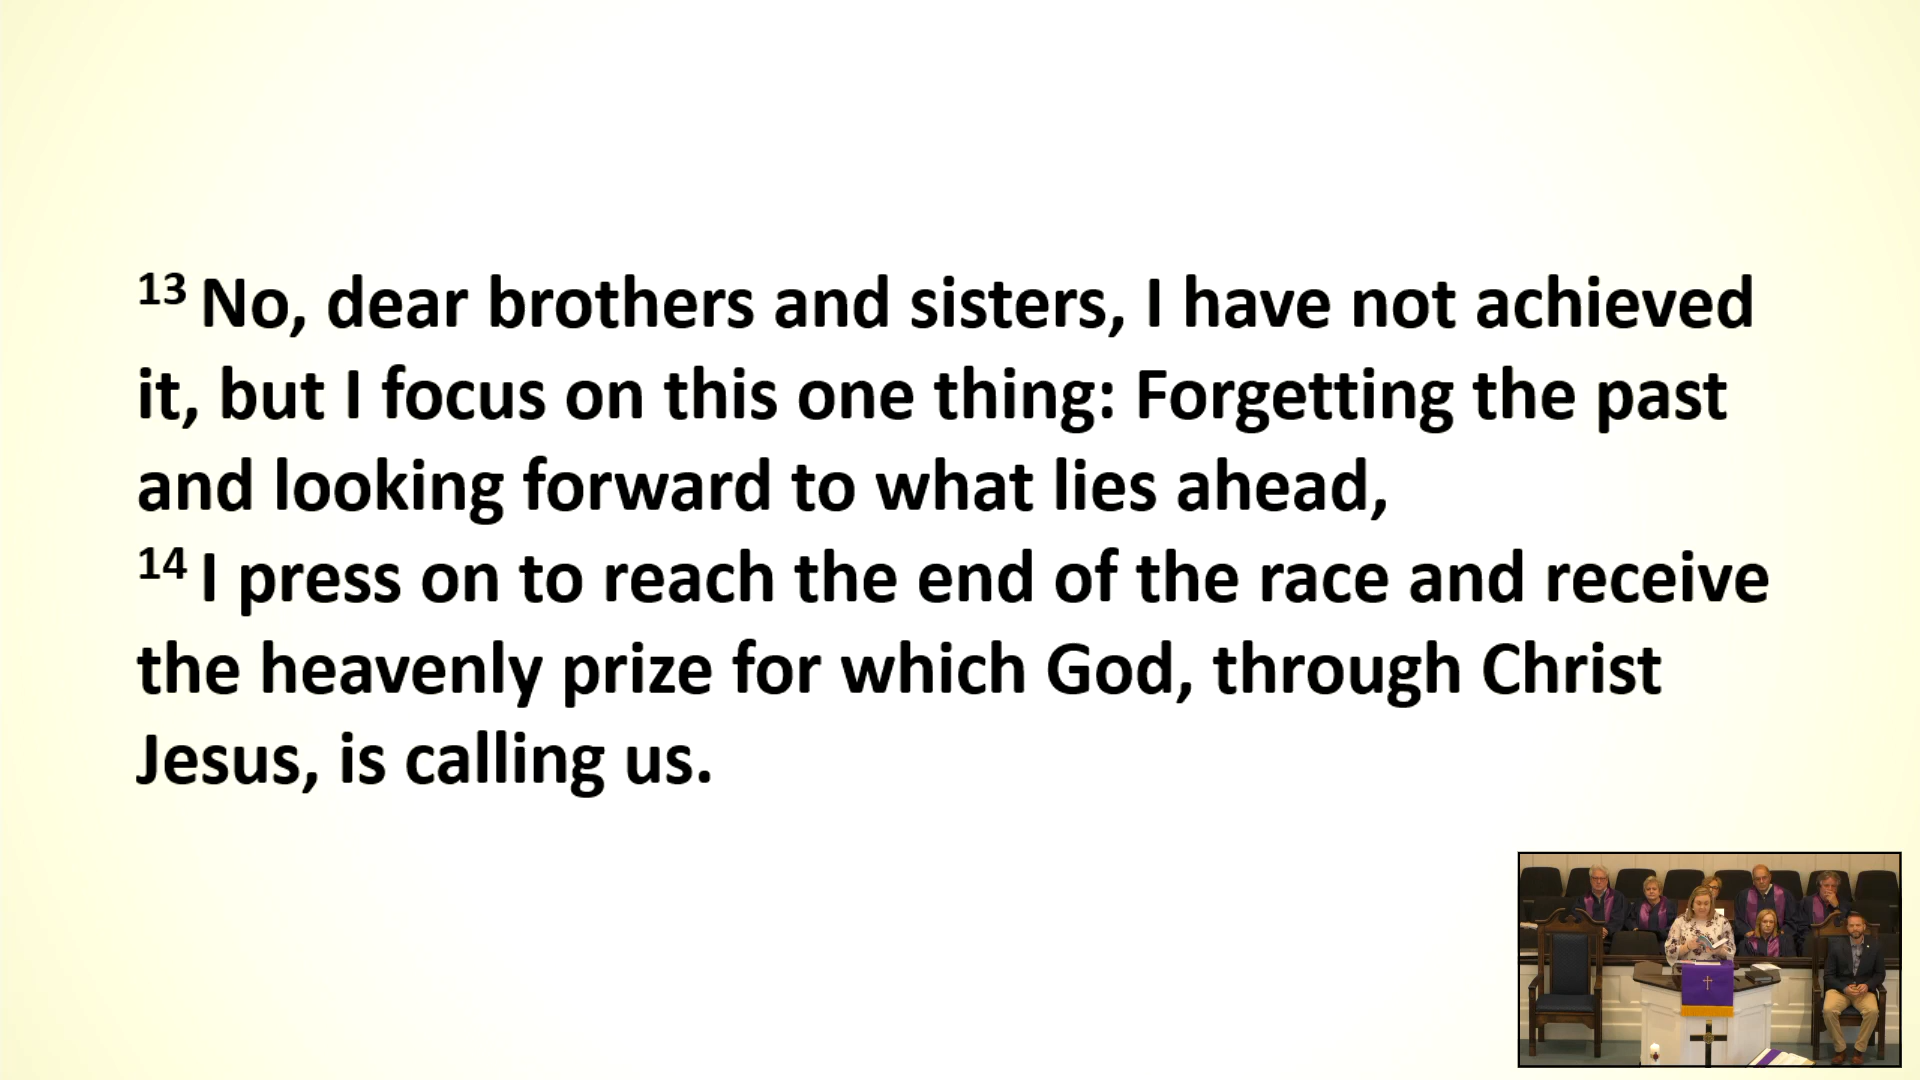 13 No, dear brothers and sisters, I have not achieved
it, but I focus on this one thing: Forgetting the past
and looking forward to what lies ahead,
14 I press on to reach the end of the race and receive
the heavenly prize for which God, through Christ
Jesus, is calling us.